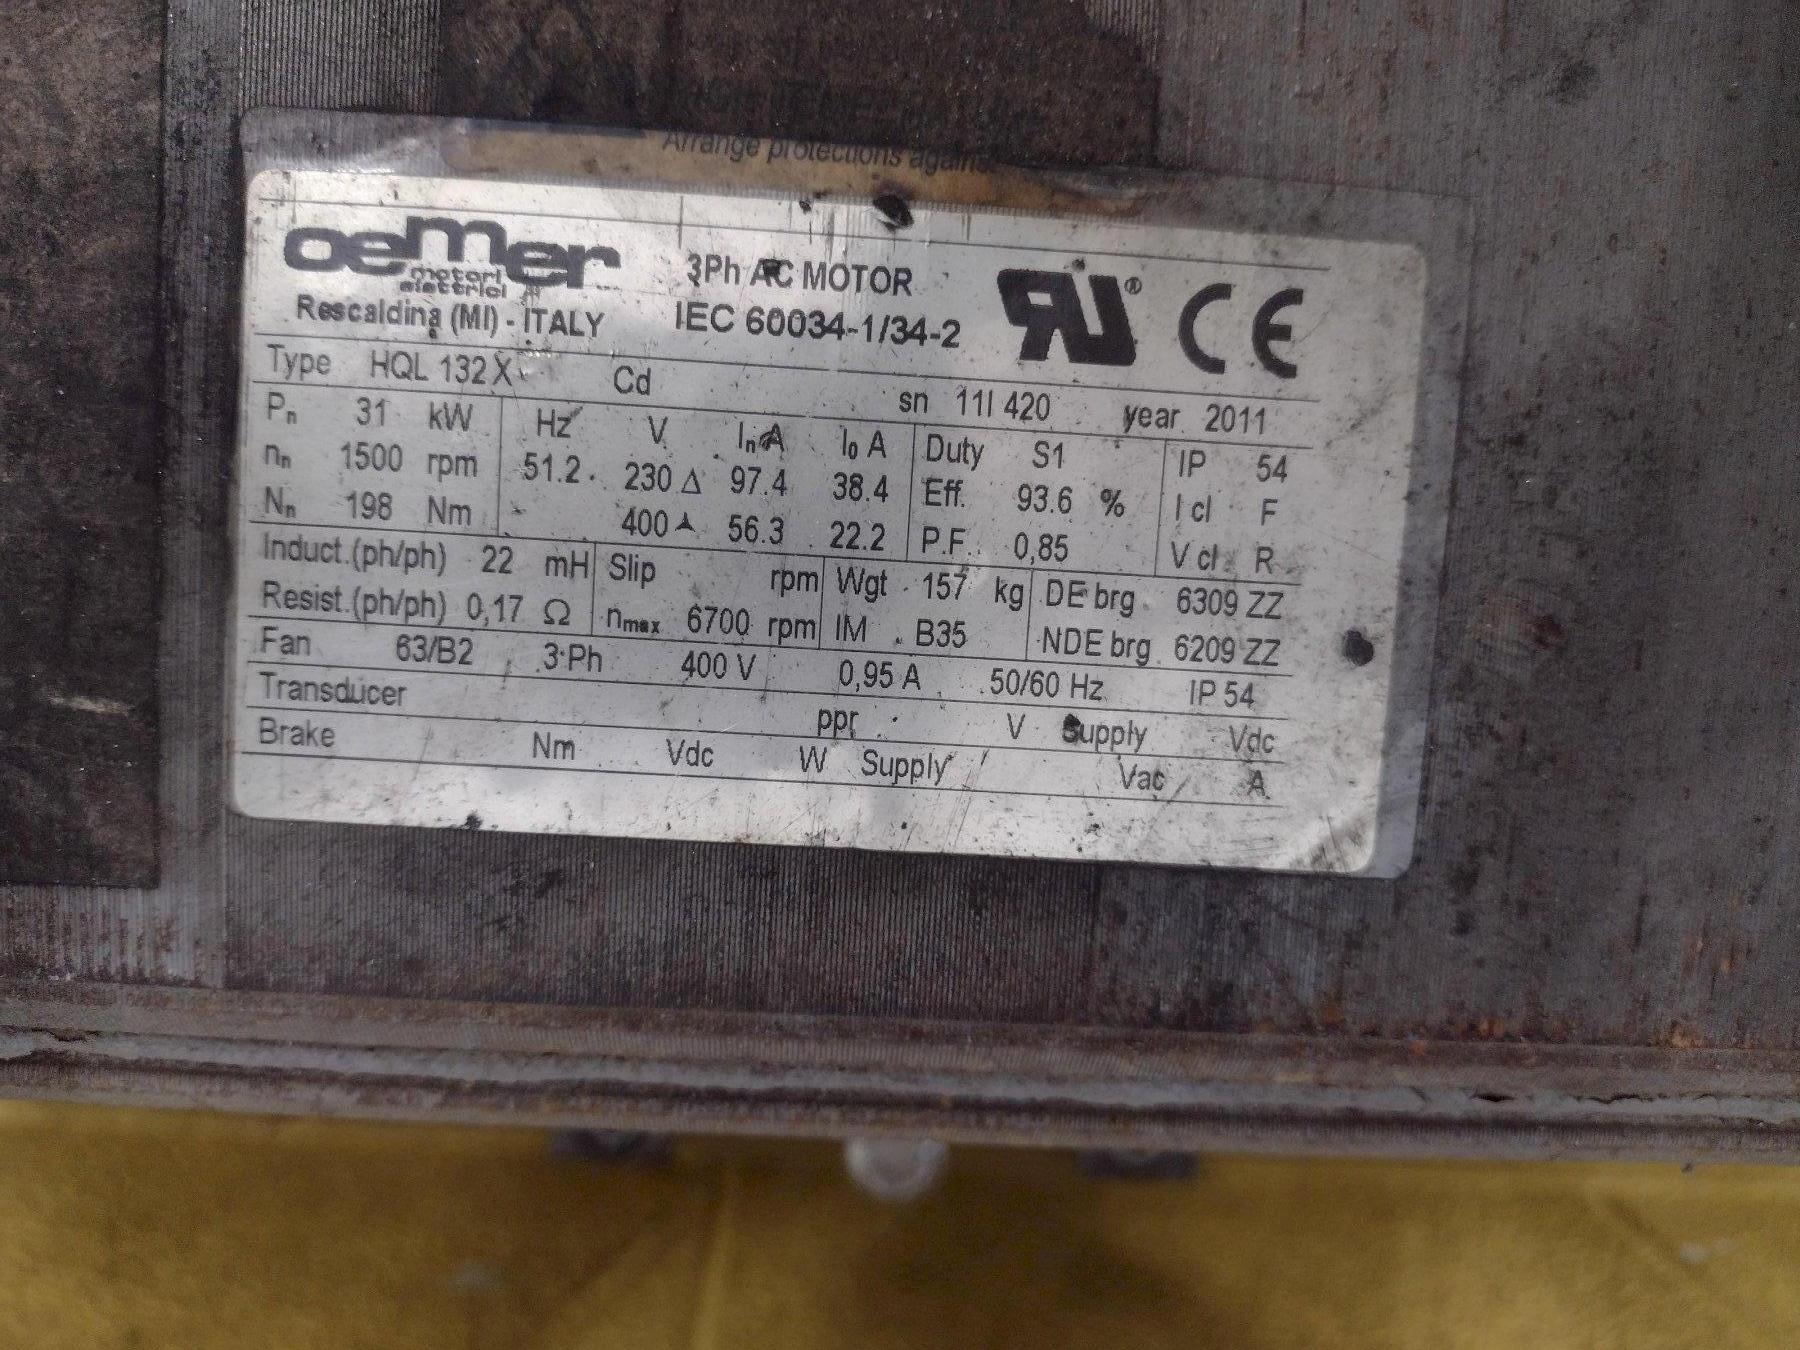 Arrange protections against
oemer
motori
elettrici
Rescaldina (MI) - ITALY
3Ph AC MOTOR
IEC 60034-1/34-2
RU ® CE
Type HQL 132 X Cd sn 11I 420 year 2011
Pn 31 kW Hz V In A I0 A Duty S1 IP 54
nn 1500 rpm 51.2 230 Δ 97.4 38.4 Eff. 93.6 % I cl F
Nn 198 Nm 400 ⅄ 56.3 22.2 P.F. 0,85 V cl R
Induct.(ph/ph) 22 mH Slip rpm Wgt 157 kg DE brg 6309 ZZ
Resist.(ph/ph) 0,17 Ω nmax 6700 rpm IM B35 NDE brg 6209 ZZ
Fan 63/B2 3 Ph 400 V 0,95 A 50/60 Hz IP 54
Transducer ppr V Supply Vdc
Brake Nm Vdc W Supply Vac A